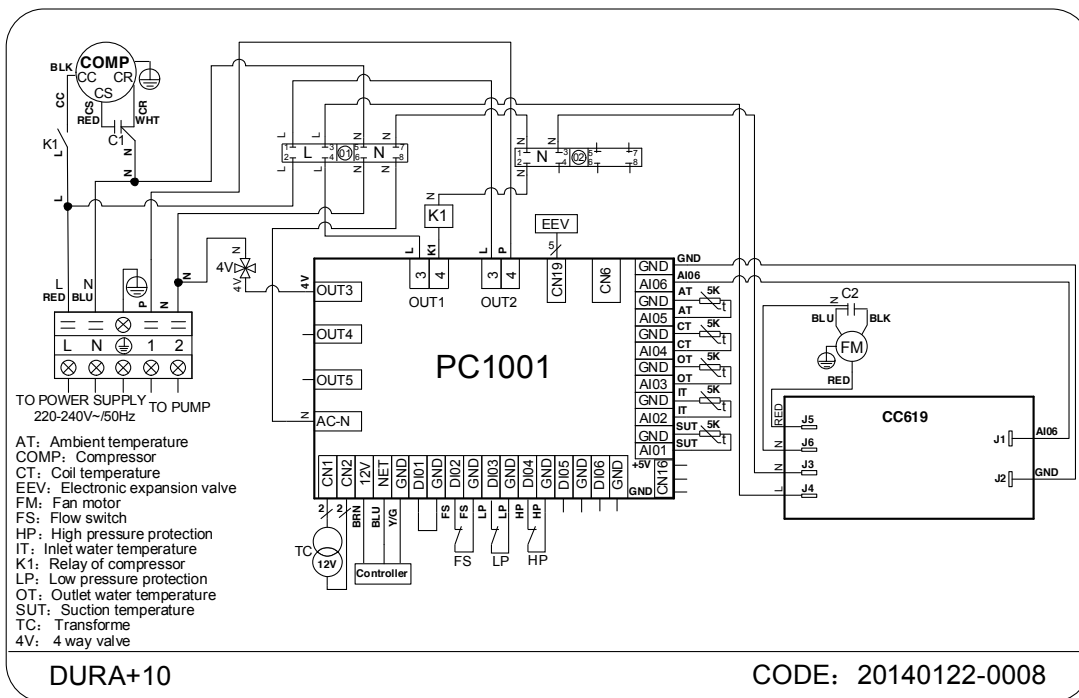 COMP
CC CR
CS
BLK
CC
RED
CS
CR
WHT
C1
K1
L
N
N
L
L L N N
1 3 5 7
2 4 6 8
L 01 N
L L N N
N N
1 3 5 7
2 4 6 8
N 02
N N
N
K1
EEV
5
L K1 L P
3 4 3 4
CN19
CN6
OUT1 OUT2
L N P N
RED BLU
N
4V
4V
4V
N
L N 1 2
TO POWER SUPPLY
220-240V~/50Hz
TO PUMP
OUT3
OUT4
OUT5
AC-N
PC1001
GND
AI06
GND
AI05
GND
AI04
GND
AI03
GND
AI02
GND
AI01
CN16
+5V
GND
GND
AI06
AT 5K
AT t
CT 5K
CT t
OT 5K
OT t
IT 5K
IT t
SUT 5K
SUT t
CN1 CN2 12V NET GND DI01 GND DI02 GND DI03 GND DI04 GND DI05 GND DI06 GND
2 2 BRN BLU Y/G FS FS LP LP HP HP
TC
12V
Controller
FS LP HP
N C2
BLU BLK
FM
RED
RED
N
N
L
CC619
J5
J6
J3
J4
J1
J2
AI06
GND
AT: Ambient temperature
COMP: Compressor
CT: Coil temperature
EEV: Electronic expansion valve
FM: Fan motor
FS: Flow switch
HP: High pressure protection
IT: Inlet water temperature
K1: Relay of compressor
LP: Low pressure protection
OT: Outlet water temperature
SUT: Suction temperature
TC: Transforme
4V: 4 way valve
DURA+10
CODE: 20140122-0008